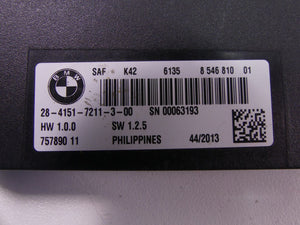 BMW
SAF K42 6135 8 546 810 01
28-4151-7211-3-00 SN 00063193
HW 1.0.0 SW 1.2.5
757890 11 PHILIPPINES 44/2013